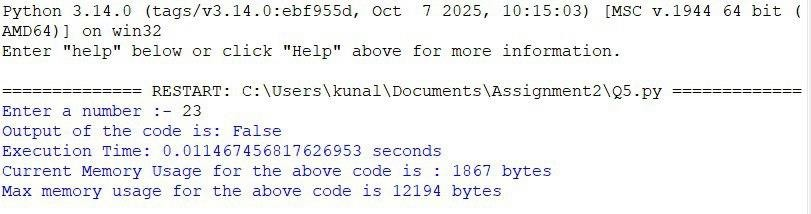 Python 3.14.0 (tags/v3.14.0:ebf955d, Oct  7 2025, 10:15:03) [MSC v.1944 64 bit (
AMD64)] on win32
Enter "help" below or click "Help" above for more information.
============== RESTART: C:\Users\kunal\Documents\Assignment2\Q5.py =============
Enter a number :- 23
Output of the code is: False
Execution Time: 0.011467456817626953 seconds
Current Memory Usage for the above code is : 1867 bytes
Max memory usage for the above code is 12194 bytes